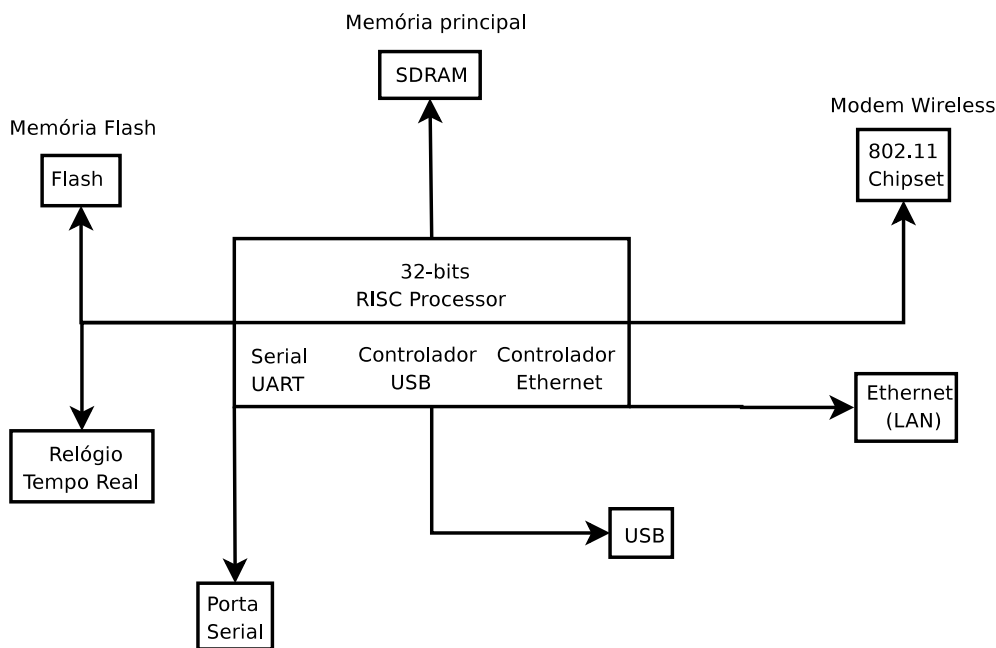 Memória principal
SDRAM
Modem Wireless
802.11
Chipset
Memória Flash
Flash
32-bits
RISC Processor
Serial
UART
Controlador
USB
Controlador
Ethernet
Ethernet
(LAN)
Relógio
Tempo Real
USB
Porta
Serial